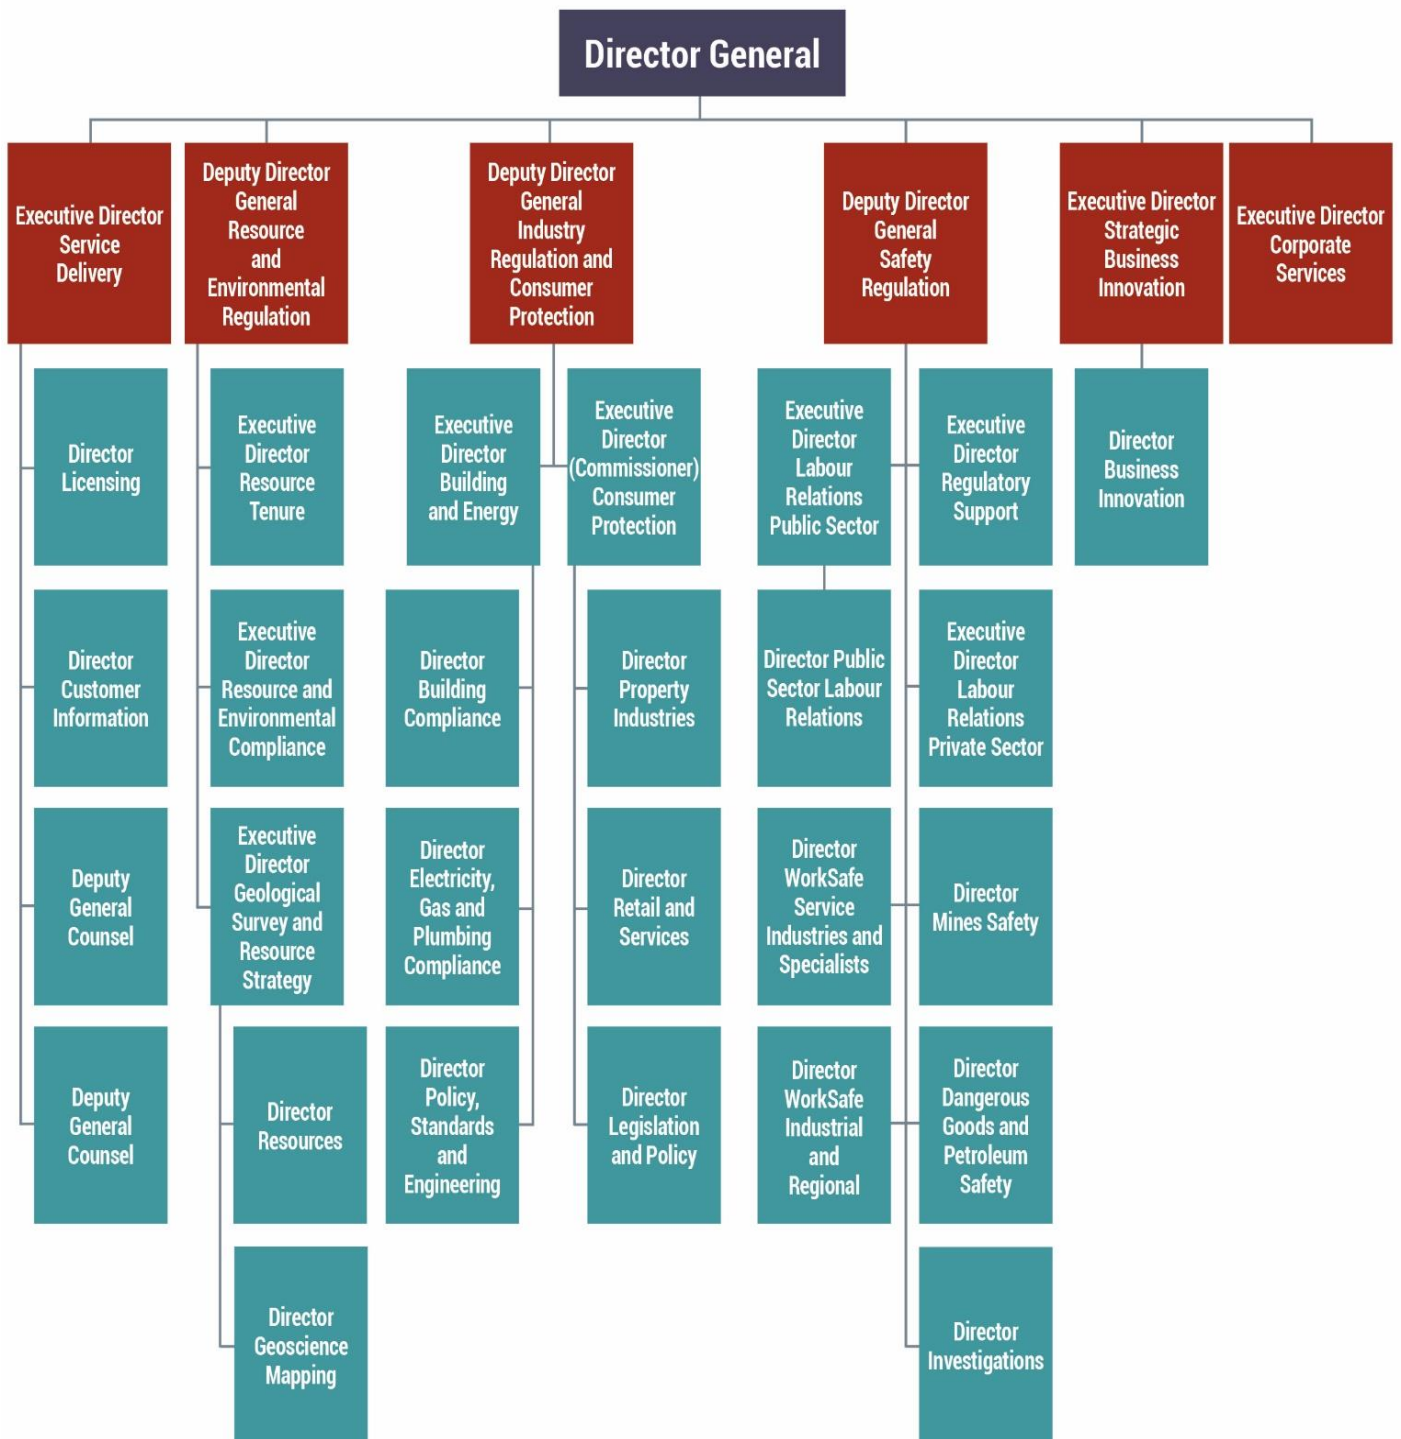 Director General
Executive Director
Service
Delivery
Deputy Director
General
Resource
and
Environmental
Regulation
Deputy Director
General
Industry
Regulation and
Consumer
Protection
Deputy Director
General
Safety
Regulation
Executive Director
Strategic
Business
Innovation
Executive Director
Corporate
Services
Director
Licensing
Executive
Director
Resource
Tenure
Executive
Director
Building
and Energy
Executive
Director
(Commissioner)
Consumer
Protection
Executive
Director
Labour
Relations
Public Sector
Executive
Director
Regulatory
Support
Director
Business
Innovation
Director
Customer
Information
Executive
Director
Resource and
Environmental
Compliance
Director
Building
Compliance
Director
Property
Industries
Director Public
Sector Labour
Relations
Executive
Director
Labour
Relations
Private Sector
Deputy
General
Counsel
Executive
Director
Geological
Survey and
Resource
Strategy
Director
Electricity,
Gas and
Plumbing
Compliance
Director
Retail and
Services
Director
WorkSafe
Service
Industries and
Specialists
Director
Mines Safety
Deputy
General
Counsel
Director
Resources
Director
Policy,
Standards
and
Engineering
Director
Legislation
and Policy
Director
WorkSafe
Industrial
and
Regional
Director
Dangerous
Goods and
Petroleum
Safety
Director
Geoscience
Mapping
Director
Investigations